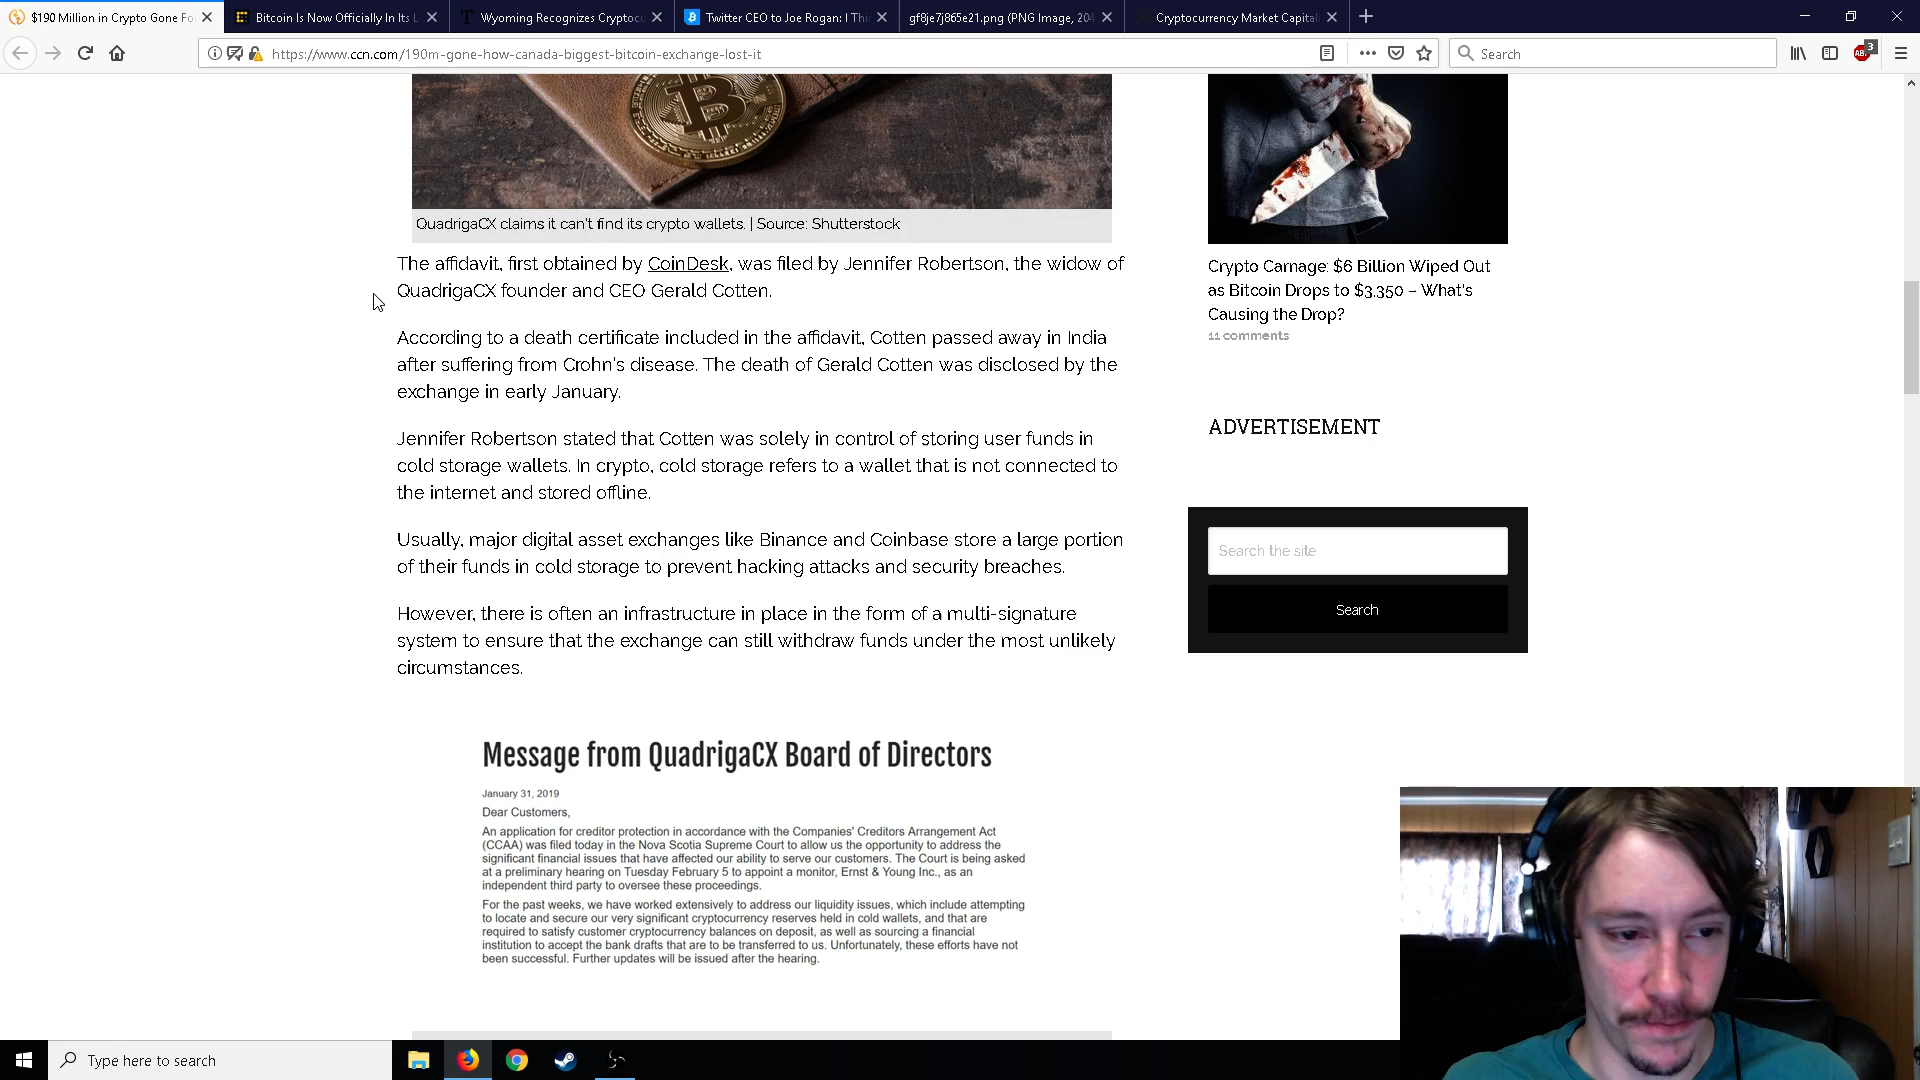 $190 Million in Crypto Gone Fo
Bitcoin Is Now Officially In Its L
Wyoming Recognizes Cryptocu
Twitter CEO to Joe Rogan: I Thi
gf8je7j865e21.png (PNG Image, 204
Cryptocurrency Market Capital
https://www.ccn.com/190m-gone-how-canada-biggest-bitcoin-exchange-lost-it
Search
3
QuadrigaCX claims it can't find its crypto wallets. | Source: Shutterstock
The affidavit, first obtained by CoinDesk, was filed by Jennifer Robertson, the widow of
QuadrigaCX founder and CEO Gerald Cotten.
According to a death certificate included in the affidavit, Cotten passed away in India
after suffering from Crohn's disease. The death of Gerald Cotten was disclosed by the
exchange in early January.
Jennifer Robertson stated that Cotten was solely in control of storing user funds in
cold storage wallets. In crypto, cold storage refers to a wallet that is not connected to
the internet and stored offline.
Usually, major digital asset exchanges like Binance and Coinbase store a large portion
of their funds in cold storage to prevent hacking attacks and security breaches.
However, there is often an infrastructure in place in the form of a multi-signature
system to ensure that the exchange can still withdraw funds under the most unlikely
circumstances.
Message from QuadrigaCX Board of Directors
January 31, 2019
Dear Customers,
An application for creditor protection in accordance with the Companies' Creditors Arrangement Act
(CCAA) was filed today in the Nova Scotia Supreme Court to allow us the opportunity to address the
significant financial issues that have affected our ability to serve our customers. The Court is being asked
at a preliminary hearing on Tuesday February 5 to appoint a monitor, Ernst & Young Inc., as an
independent third party to oversee these proceedings.
For the past weeks, we have worked extensively to address our liquidity issues, which include attempting
to locate and secure our very significant cryptocurrency reserves held in cold wallets, and that are
required to satisfy customer cryptocurrency balances on deposit, as well as sourcing a financial
institution to accept the bank drafts that are to be transferred to us. Unfortunately, these efforts have not
been successful. Further updates will be issued after the hearing.
Crypto Carnage: $6 Billion Wiped Out
as Bitcoin Drops to $3,350 – What's
Causing the Drop?
11 comments
ADVERTISEMENT
Search the site
Search
Type here to search